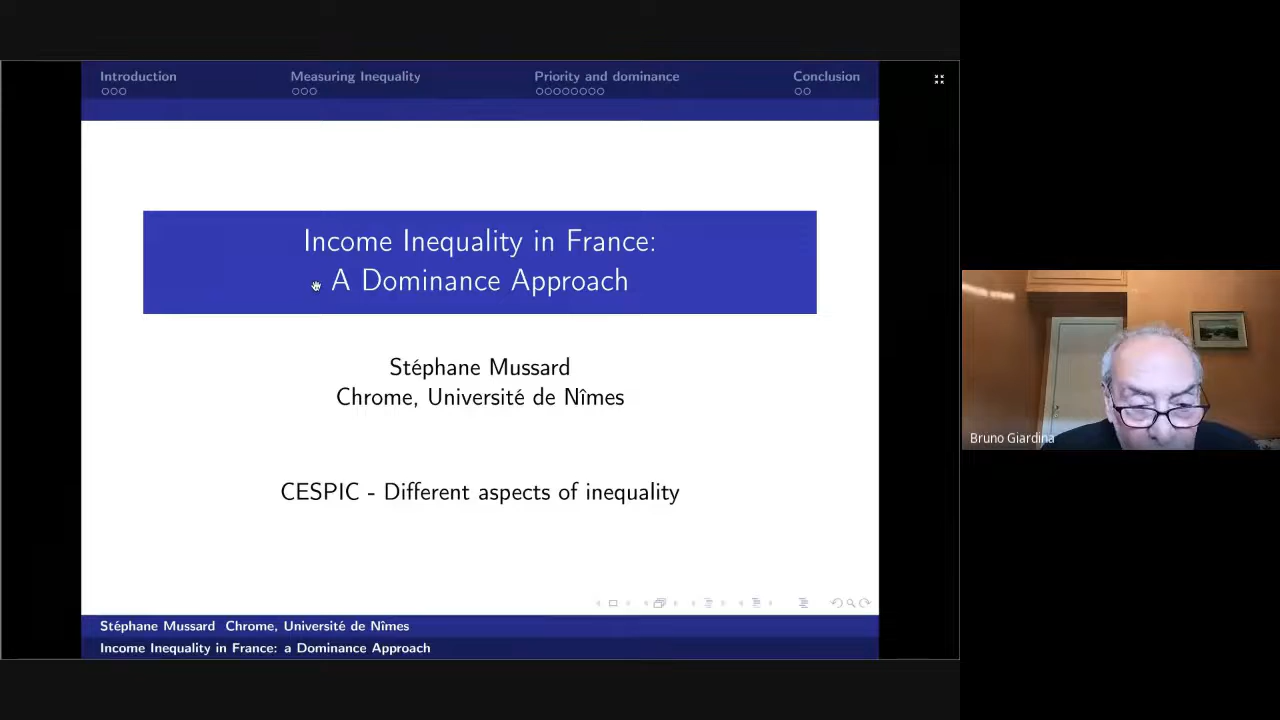 Introduction
Measuring Inequality
Priority and dominance
Conclusion
Income Inequality in France:
A Dominance Approach
Stéphane Mussard
Chrome, Université de Nîmes
CESPIC - Different aspects of inequality
Stéphane Mussard Chrome, Université de Nîmes
Income Inequality in France: a Dominance Approach
Bruno Giardina